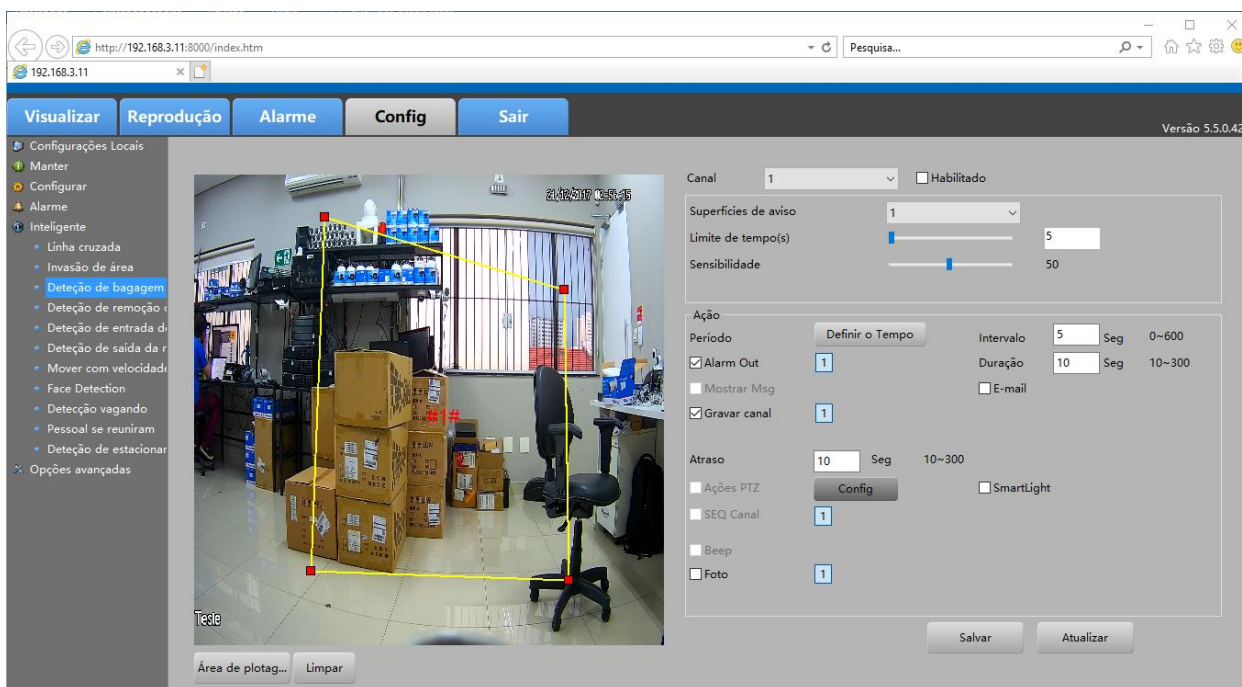 http://192.168.3.11:8000/index.htm
Pesquisa...
192.168.3.11
Visualizar Reprodução Alarme Config Sair
Versão 5.5.0.42
Configurações Locais
Manter
Configurar
Alarme
Inteligente
Linha cruzada
Invasão de área
Deteção de bagagem
Deteção de remoção
Deteção de entrada d
Deteção de saída da r
Mover com velocidad
Face Detection
Detecção vagando
Pessoal se reuniram
Deteção de estacionar
Opções avançadas
21/12/2017
#1#
Teste
Área de plotag... Limpar
Canal 1 Habilitado
Superfícies de aviso 1
Limite de tempo(s) 5
Sensibilidade 50
Ação
Período Definir o Tempo Intervalo 5 Seg 0~600
Alarm Out 1 Duração 10 Seg 10~300
Mostrar Msg E-mail
Gravar canal 1
Atraso 10 Seg 10~300
Ações PTZ Config SmartLight
SEQ Canal 1
Beep
Foto 1
Salvar Atualizar